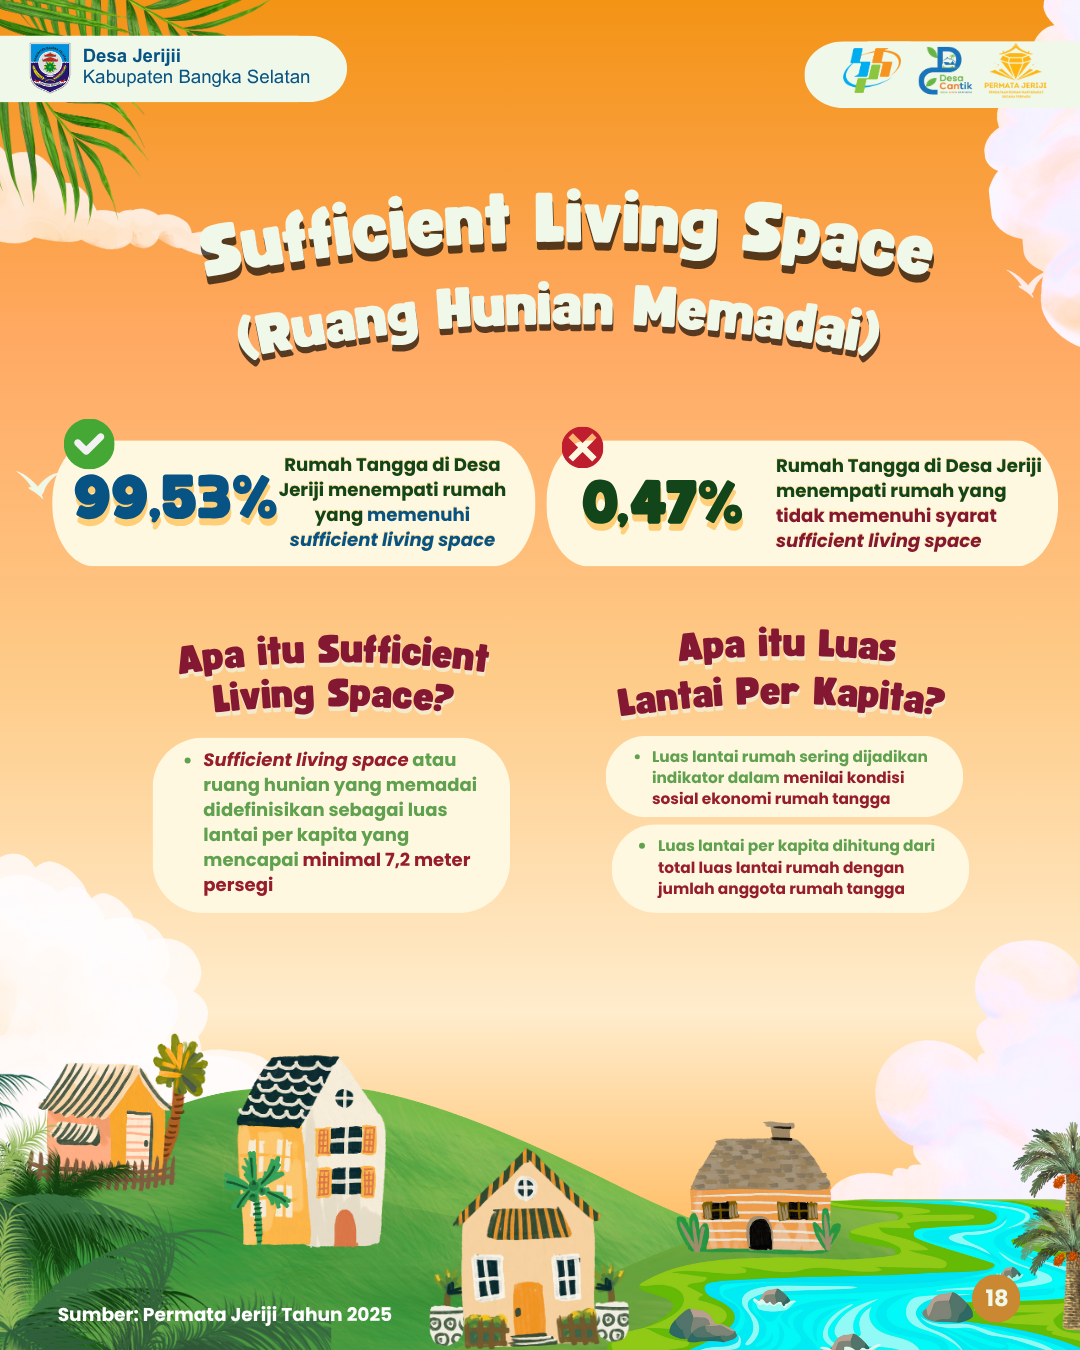 Desa Jerijii
Kabupaten Bangka Selatan
Desa
Cantik
PERMATA JERIJI
Sufficient Living Space
(Ruang Hunian Memadai)
99,53%
Rumah Tangga di Desa
Jeriji menempati rumah
yang memenuhi
sufficient living space
0,47%
Rumah Tangga di Desa Jeriji
menempati rumah yang
tidak memenuhi syarat
sufficient living space
Apa itu Sufficient
Living Space?
• Sufficient living space atau
ruang hunian yang memadai
didefinisikan sebagai luas
lantai per kapita yang
mencapai minimal 7,2 meter
persegi
Apa itu Luas
Lantai Per Kapita?
• Luas lantai rumah sering dijadikan
indikator dalam menilai kondisi
sosial ekonomi rumah tangga
• Luas lantai per kapita dihitung dari
total luas lantai rumah dengan
jumlah anggota rumah tangga
Sumber: Permata Jeriji Tahun 2025
18